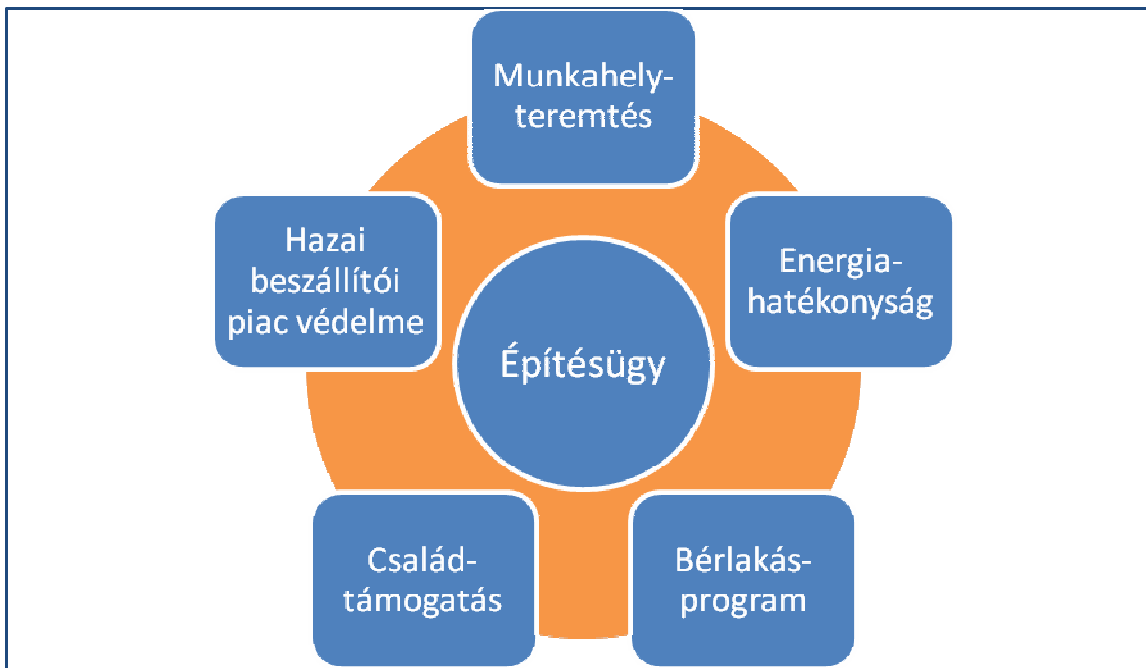 Munkahely-
teremtés
Hazai
beszállítói
piac védelme
Energia-
hatékonyság
Építésügy
Család-
támogatás
Bérlakás-
program